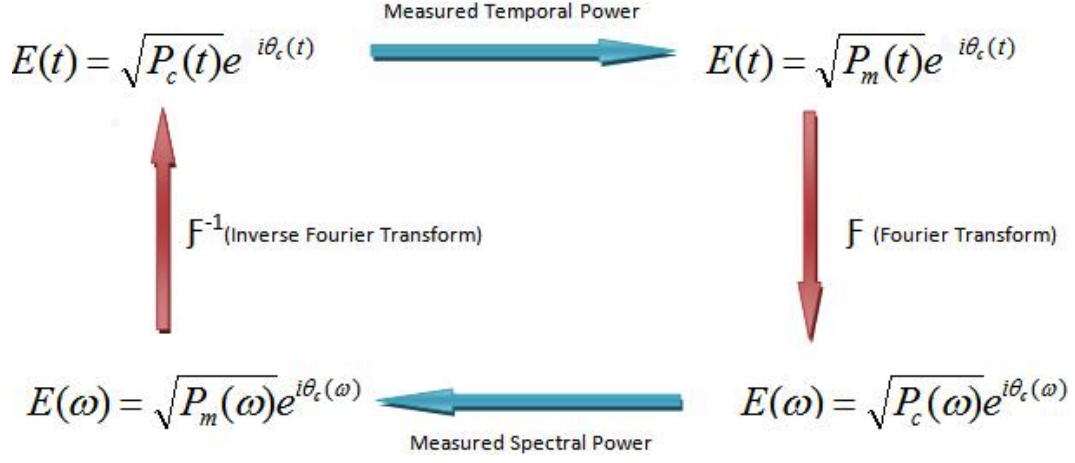 Measured Temporal Power
E(t) = √P_c(t) e^{iθ_c(t)}
E(t) = √P_m(t) e^{iθ_c(t)}
Ƒ⁻¹(Inverse Fourier Transform)
Ƒ (Fourier Transform)
E(ω) = √P_m(ω) e^{iθ_c(ω)}
E(ω) = √P_c(ω) e^{iθ_c(ω)}
Measured Spectral Power